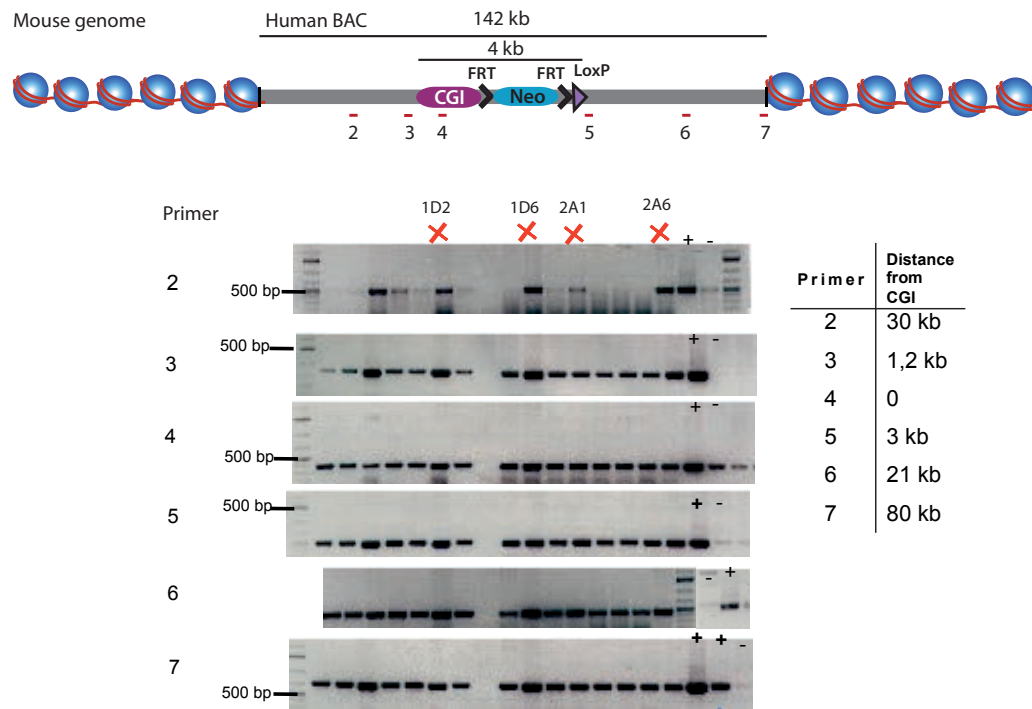 Mouse genome
Human BAC
142 kb
4 kb
FRT FRT LoxP
CGI Neo
2 3 4 5 6 7
Primer
1D2 1D6 2A1 2A6
+ -
2
500 bp
500 bp
+ -
3
+ -
4
500 bp
500 bp
+ -
5
- +
6
+ + -
7
500 bp
Primer Distance from CGI
2 30 kb
3 1,2 kb
4 0
5 3 kb
6 21 kb
7 80 kb